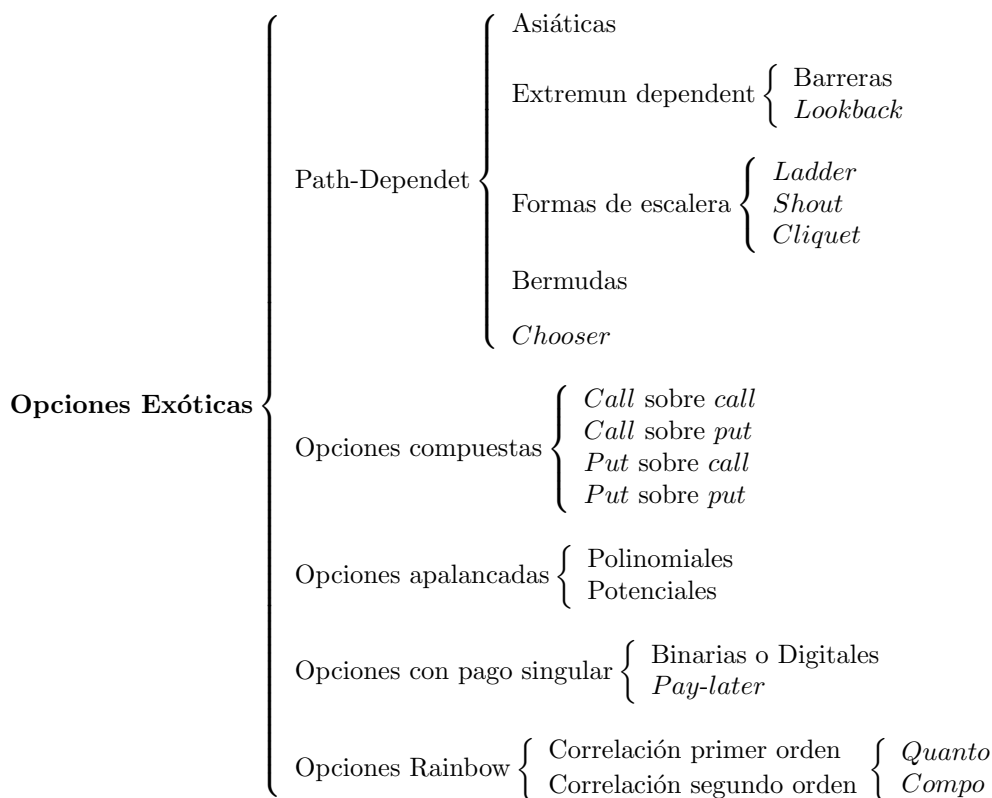 Opciones Exóticas
Path-Dependet
Asiáticas
Extremun dependent
Barreras
Lookback
Formas de escalera
Ladder
Shout
Cliquet
Bermudas
Chooser
Opciones compuestas
Call sobre call
Call sobre put
Put sobre call
Put sobre put
Opciones apalancadas
Polinomiales
Potenciales
Opciones con pago singular
Binarias o Digitales
Pay-later
Opciones Rainbow
Correlación primer orden
Correlación segundo orden
Quanto
Compo